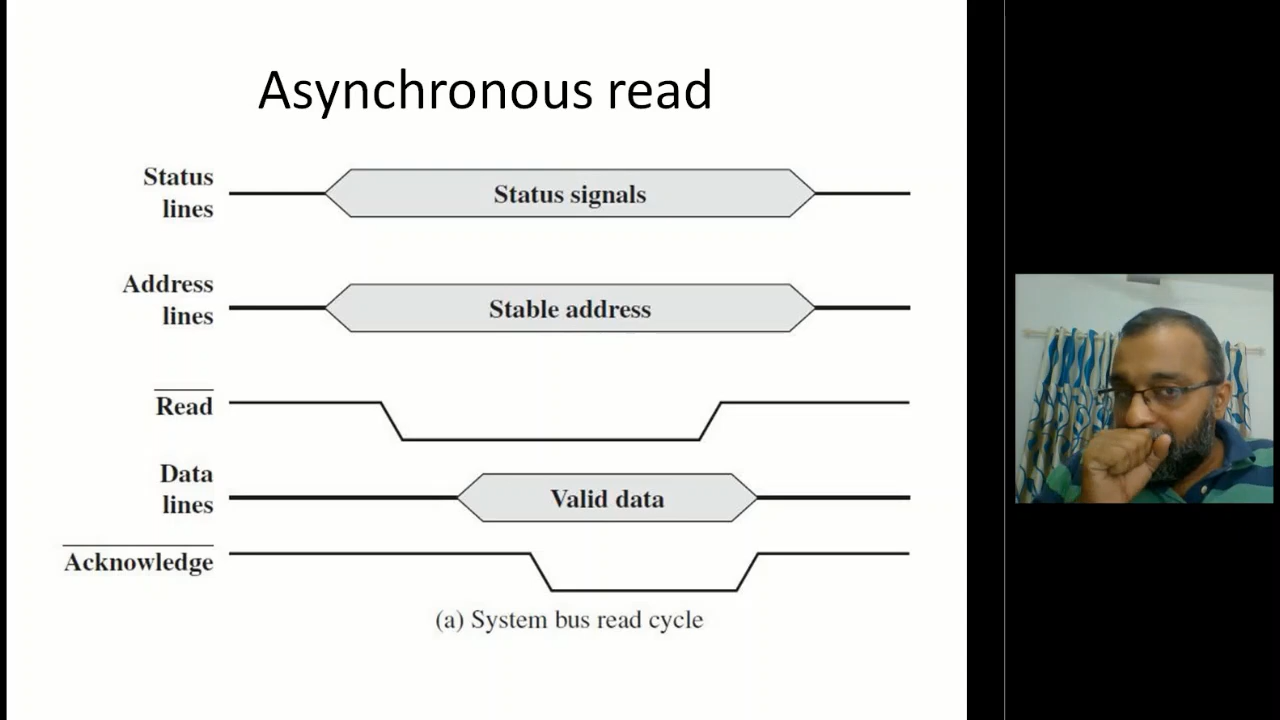 Asynchronous read
Status
lines
Status signals
Address
lines
Stable address
Read
Data
lines
Valid data
Acknowledge
(a) System bus read cycle